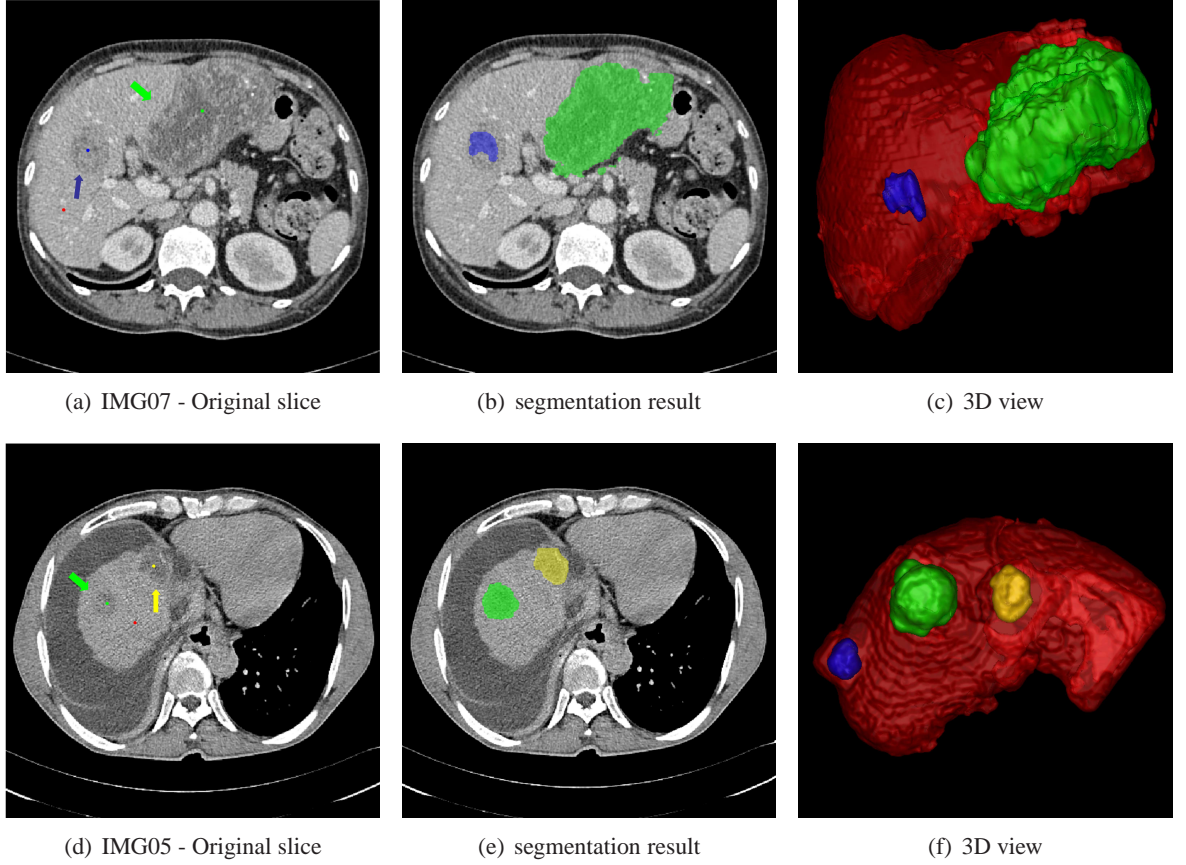 (a) IMG07 - Original slice
(b) segmentation result
(c) 3D view
(d) IMG05 - Original slice
(e) segmentation result
(f) 3D view